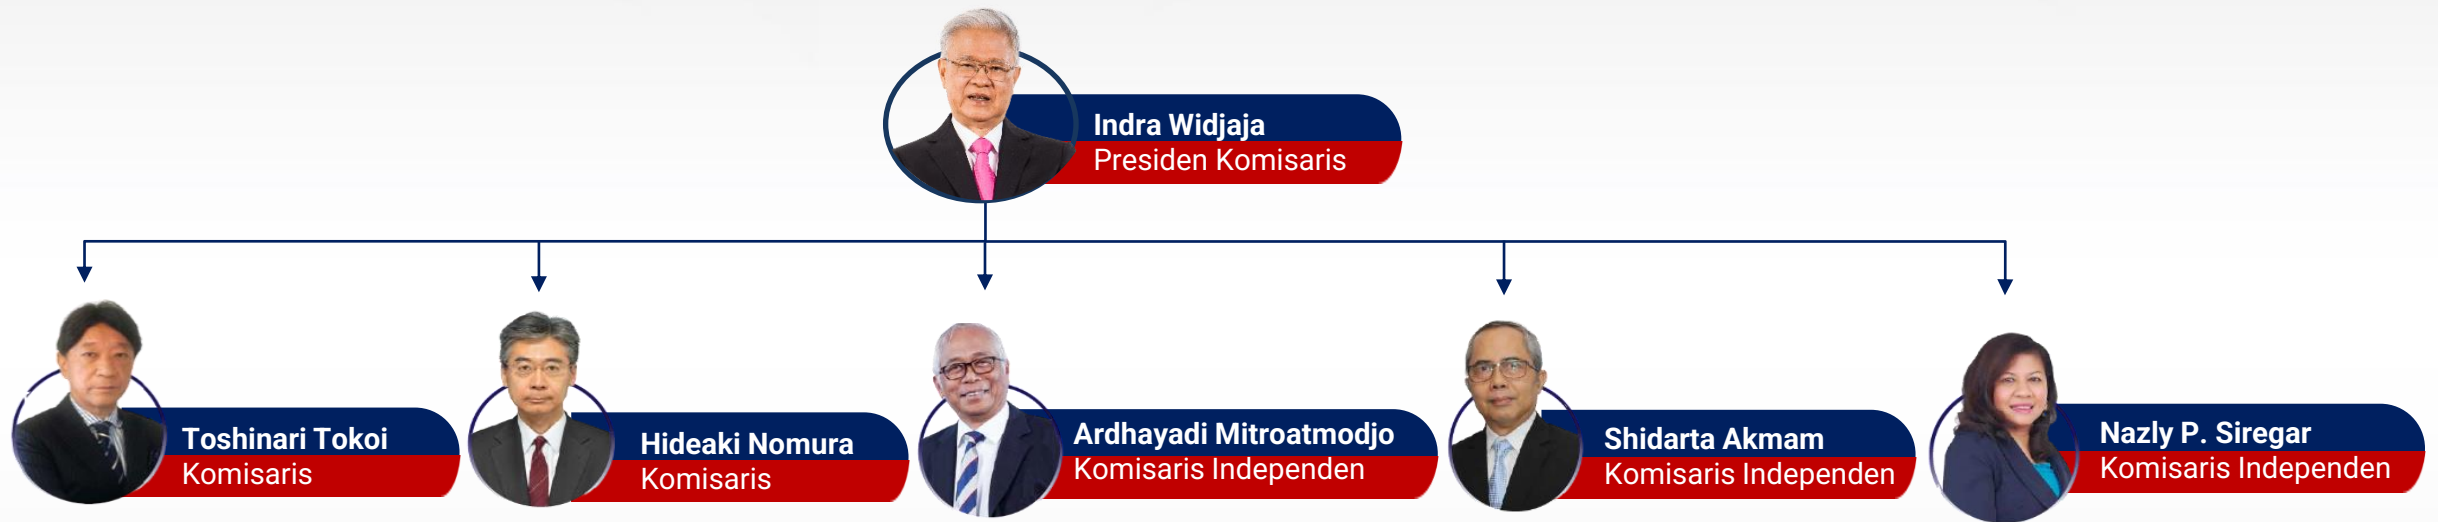 Indra Widjaja
Presiden Komisaris
Toshinari Tokoi
Komisaris
Hideaki Nomura
Komisaris
Ardhayadi Mitroatmodjo
Komisaris Independen
Shidarta Akmam
Komisaris Independen
Nazly P. Siregar
Komisaris Independen